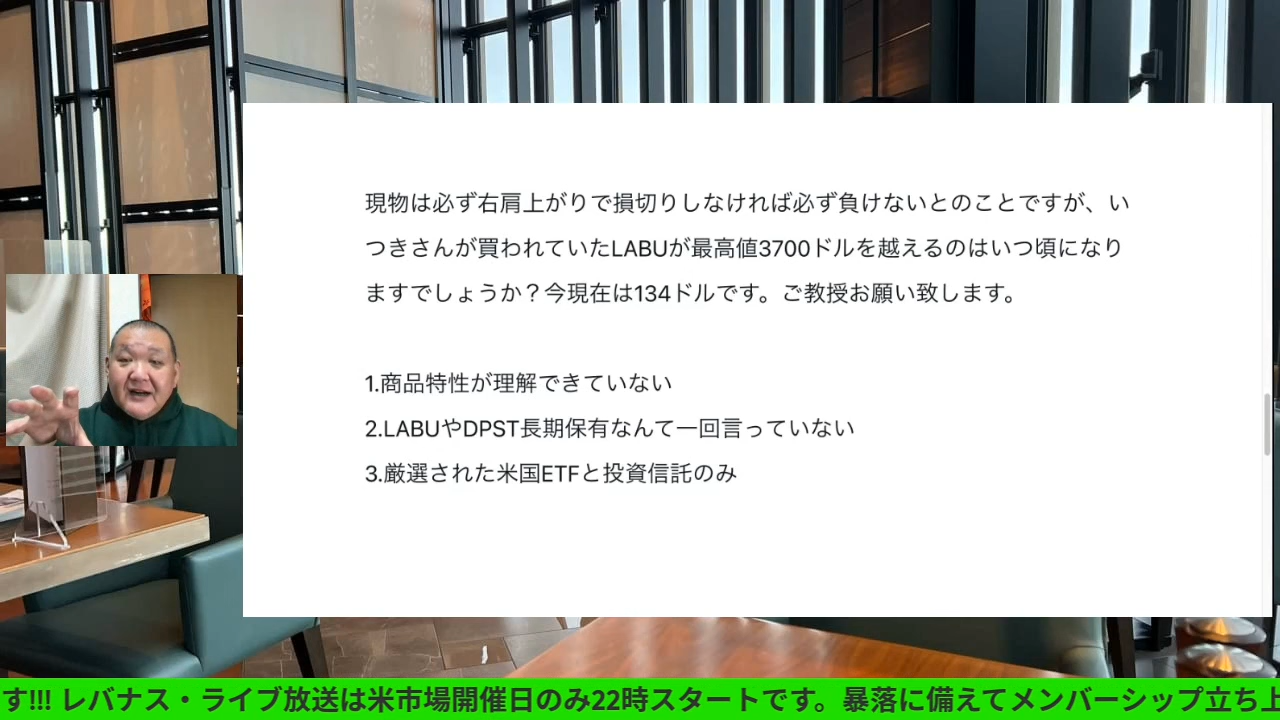 現物は必ず右肩上がりで損切りしなければ必ず負けないとのことですが、い
つきさんが買われていたLABUが最高値3700ドルを越えるのはいつ頃になり
ますでしょうか？今現在は134ドルです。ご教授お願い致します。
1.商品特性が理解できていない
2.LABUやDPST長期保有なんて一回言っていない
3.厳選された米国ETFと投資信託のみ
す!!! レバナス・ライブ放送は米市場開催日のみ22時スタートです。暴落に備えてメンバーシップ立ち上